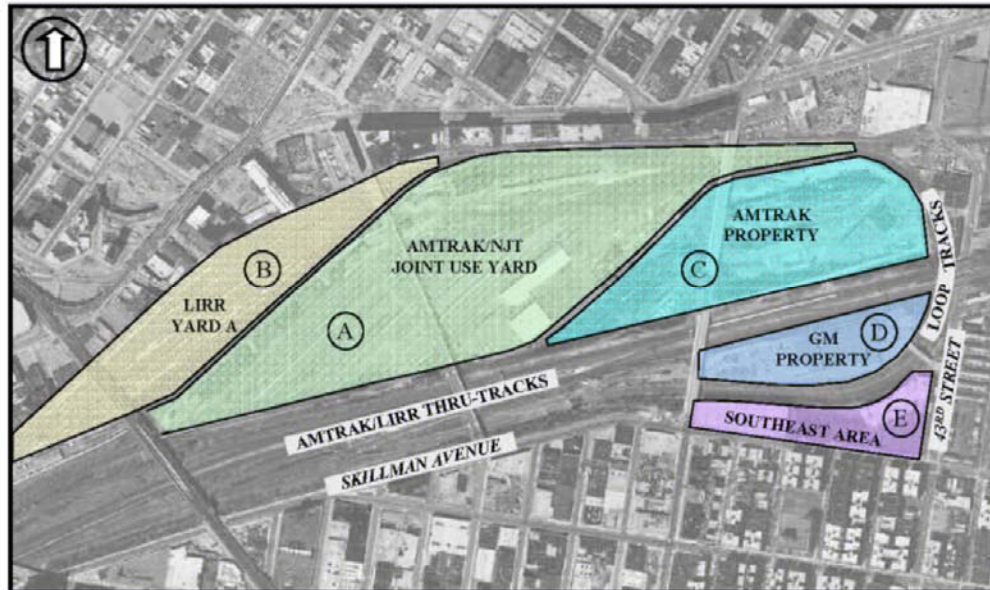 B
LIRR
YARD A
AMTRAK/NJT
JOINT USE YARD
A
AMTRAK
PROPERTY
C
LOOP TRACKS
D
GM
PROPERTY
AMTRAK/LIRR THRU-TRACKS
SKILLMAN AVENUE
E
SOUTHEAST AREA
43RD STREET